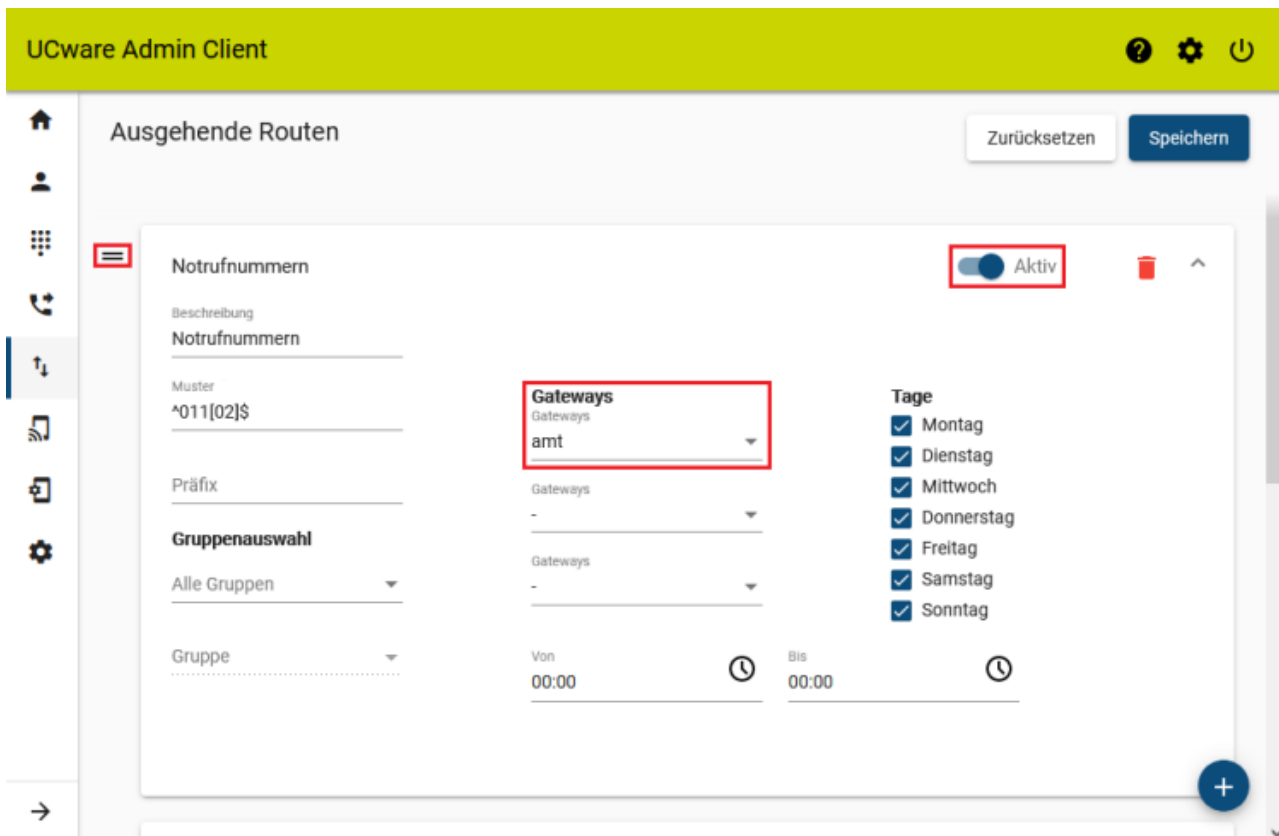 UCware Admin Client
Ausgehende Routen
Zurücksetzen
Speichern
Notrufnummern
Aktiv
Beschreibung
Notrufnummern
Muster
^011[02]$
Präfix
Gruppenauswahl
Alle Gruppen
Gruppe
Gateways
Gateways
amt
Gateways
-
Gateways
-
Von
00:00
Bis
00:00
Tage
Montag
Dienstag
Mittwoch
Donnerstag
Freitag
Samstag
Sonntag